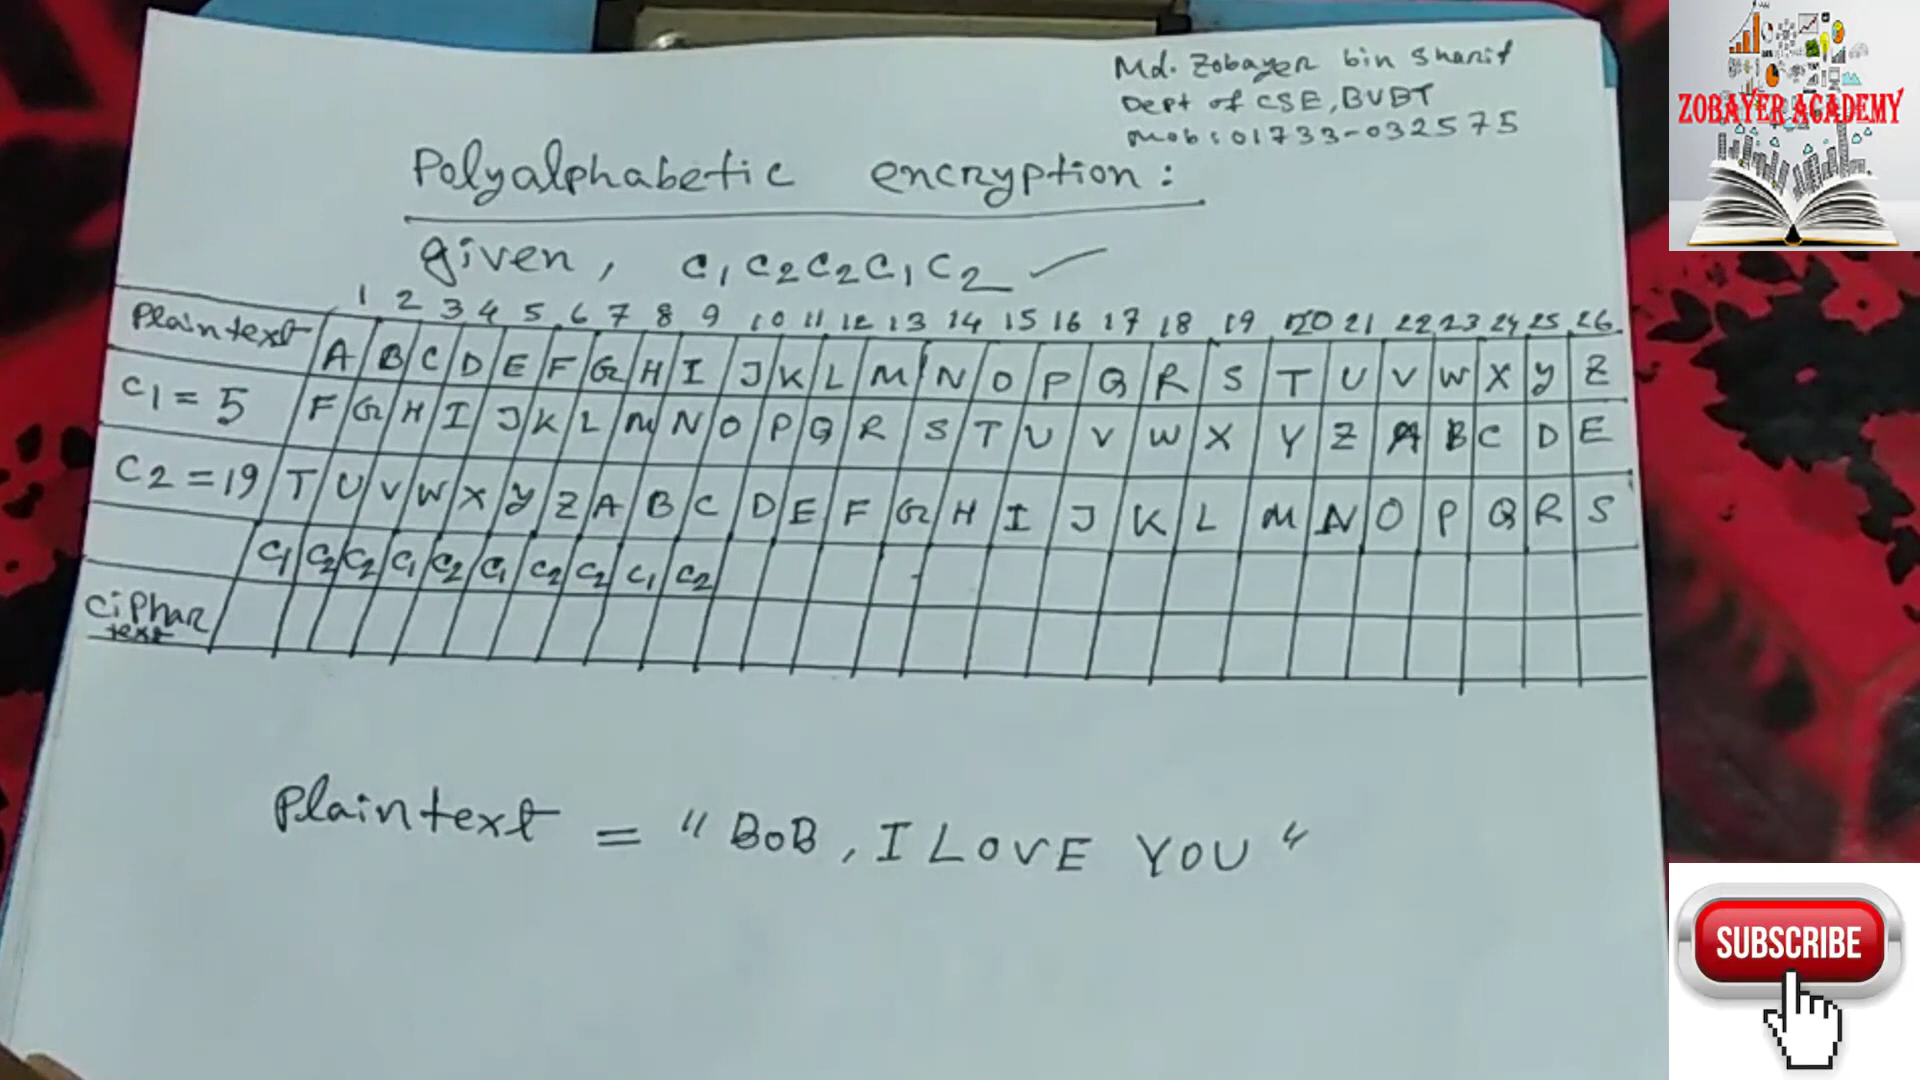 Md. Zobayer bin Sharif
Dept of CSE, BUBT
Mob: 01733-032575
ZOBAYER ACADEMY
Polyalphabetic encryption:
given, C1 C2 C2 C1 C2 ✓
1 2 3 4 5 6 7 8 9 10 11 12 13 14 15 16 17 18 19 20 21 22 23 24 25 26
Plaintext A B C D E F G H I J K L M N O P Q R S T U V W X Y Z
C1 = 5 F G H I J K L M N O P Q R S T U V W X Y Z A B C D E
C2 = 19 T U V W X Y Z A B C D E F G H I J K L M N O P Q R S
C1 C2 C2 C1 C2 C1 C2 C2 C1 C2
Ciphar
text
Plaintext = "BOB, I LOVE YOU"
SUBSCRIBE